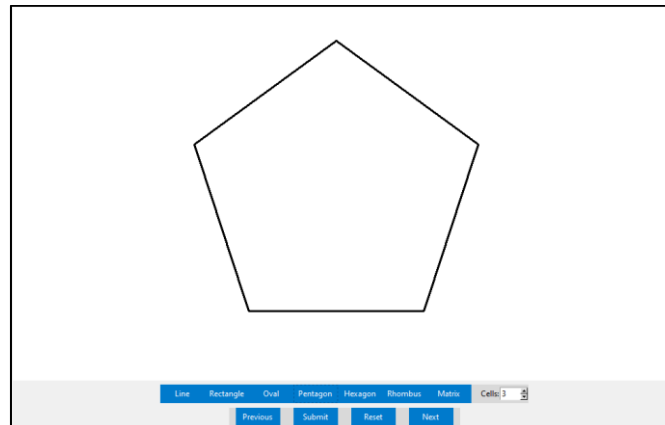 Line Rectangle Oval Pentagon Hexagon Rhombus Matrix Cells: 3
Previous Submit Reset Next